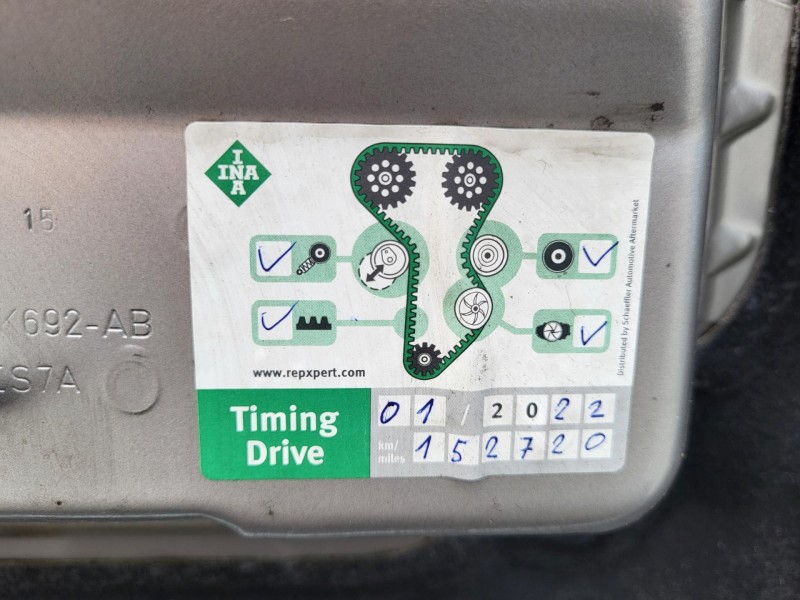 I
INA
A
15
K692-AB
S7A
www.repxpert.com
Distributed by Schaeffler Automotive Aftermarket
Timing
Drive
01/2022
km/
miles
152720